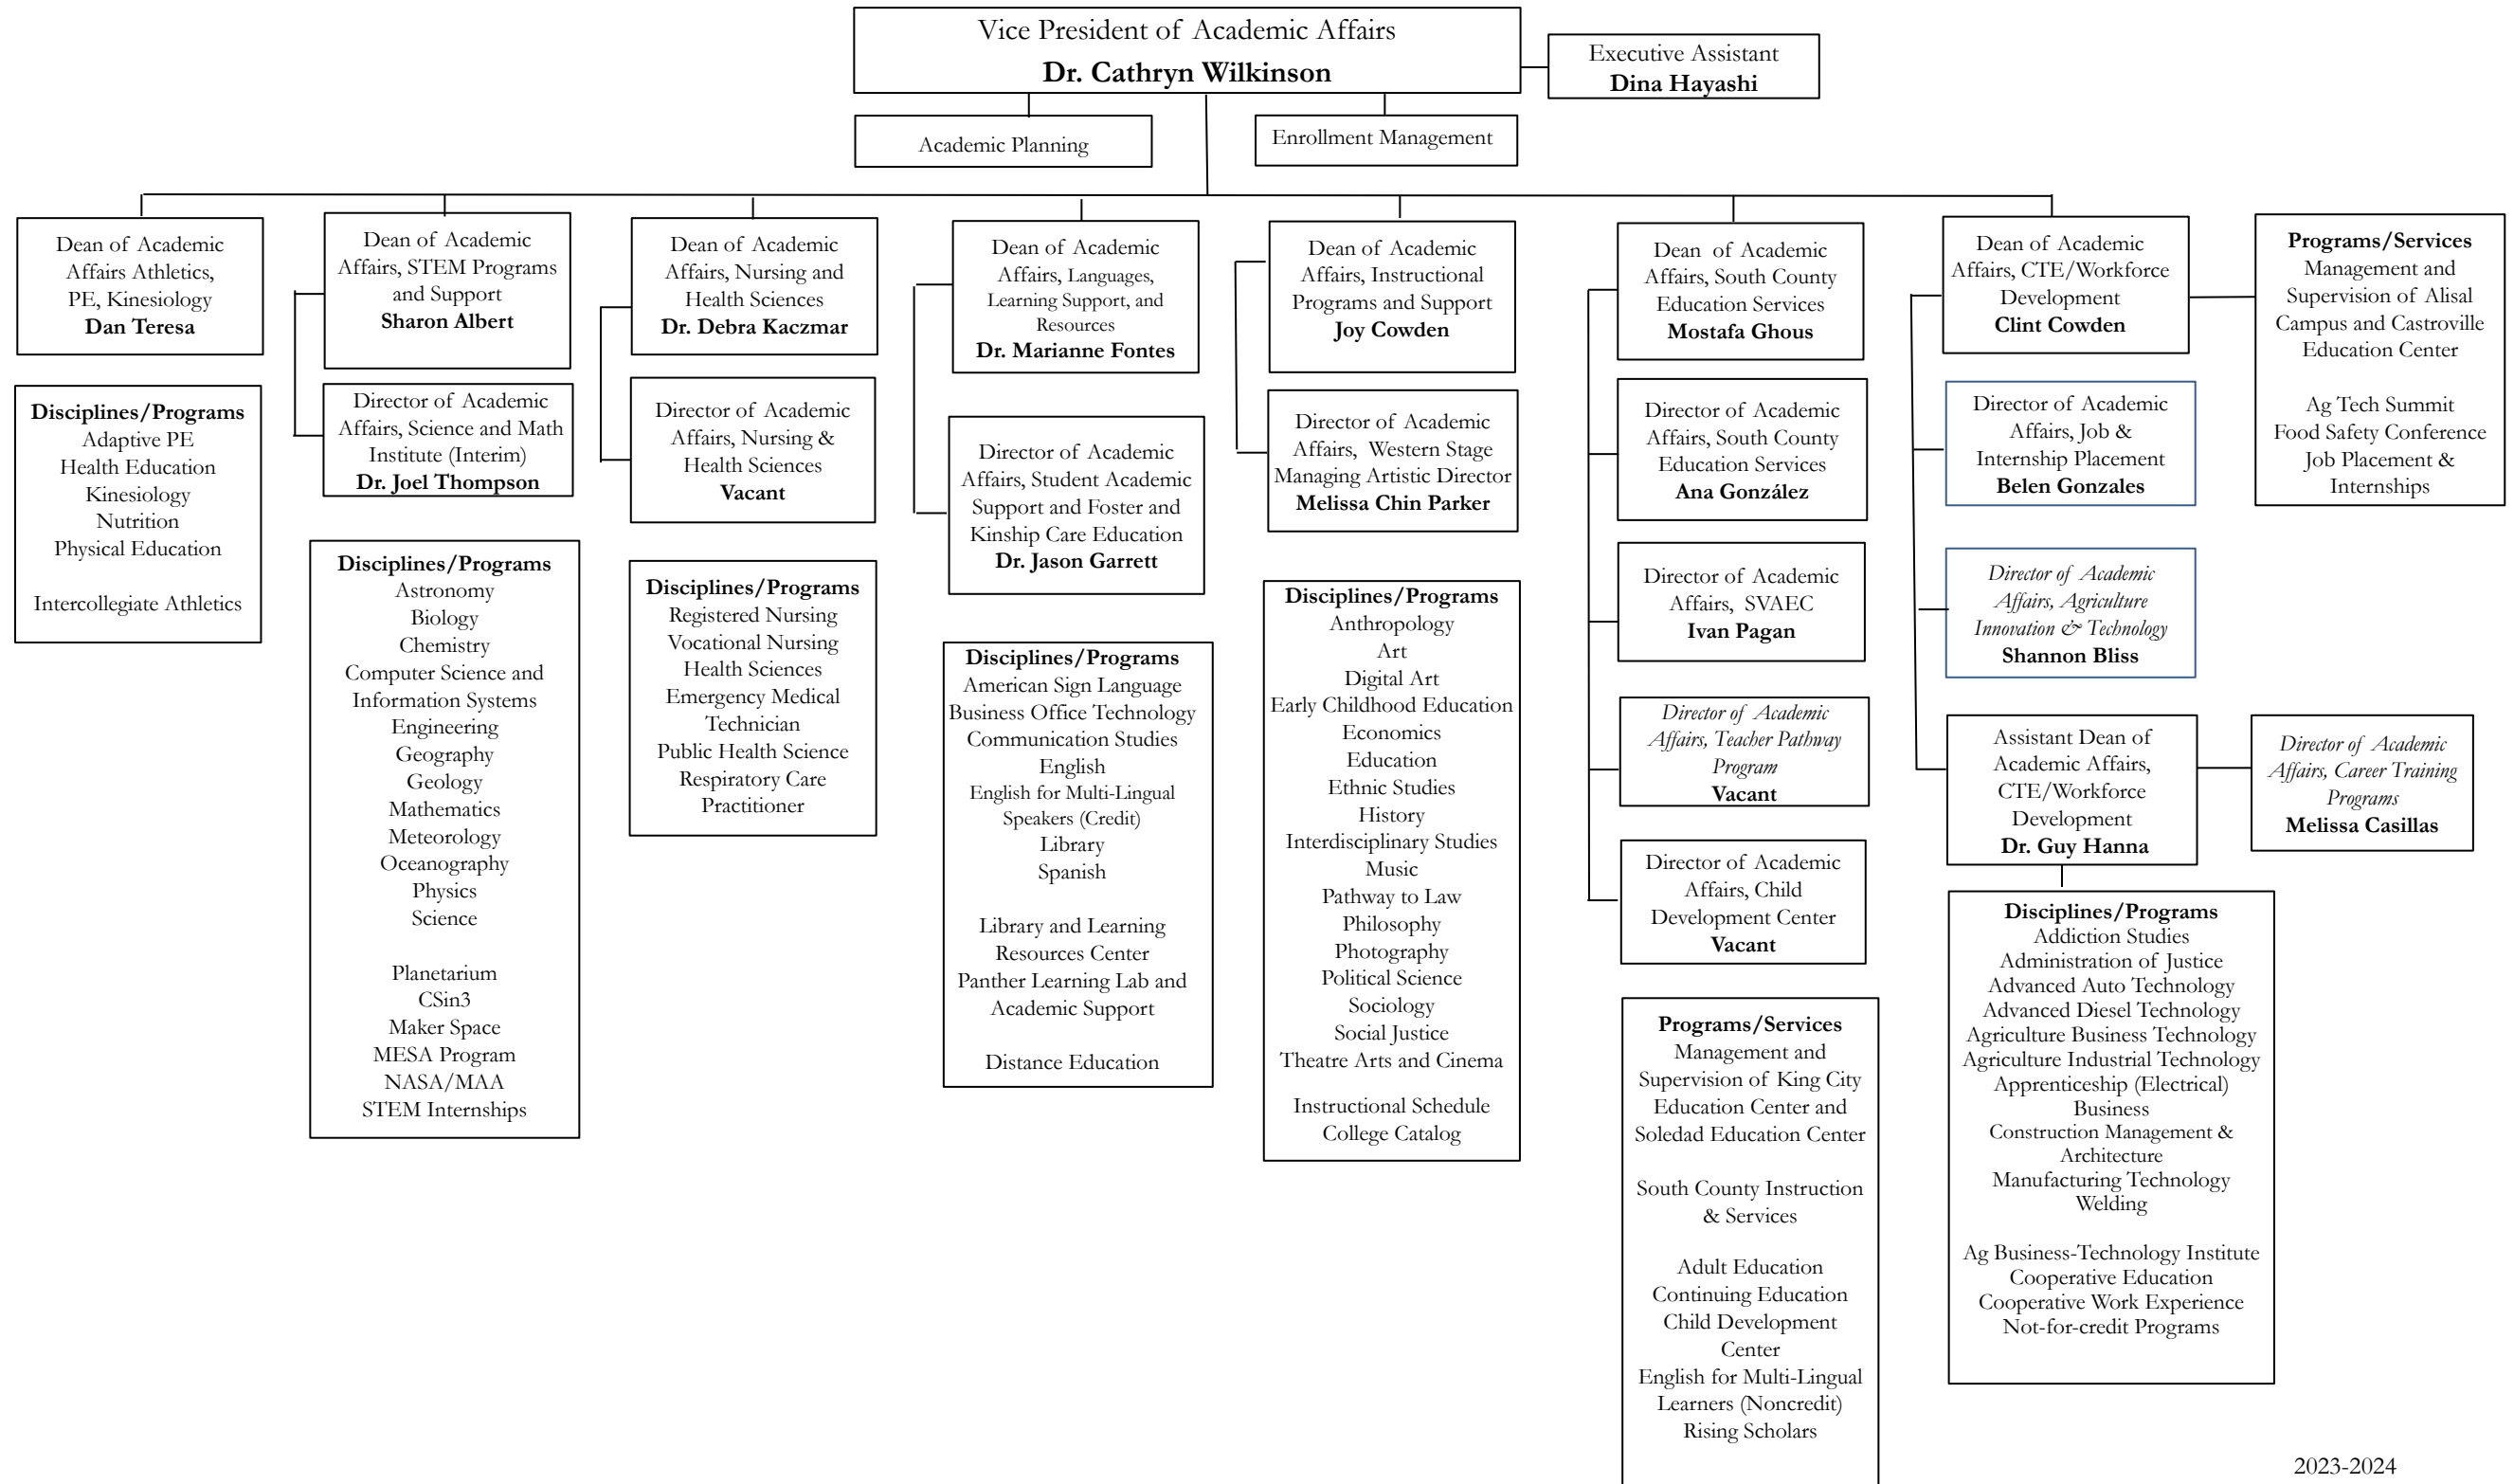 Vice President of Academic Affairs
Dr. Cathryn Wilkinson
Executive Assistant
Dina Hayashi
Academic Planning
Enrollment Management
Dean of Academic
Affairs Athletics,
PE, Kinesiology
Dan Teresa
Disciplines/Programs
Adaptive PE
Health Education
Kinesiology
Nutrition
Physical Education
Intercollegiate Athletics
Dean of Academic
Affairs, STEM Programs
and Support
Sharon Albert
Director of Academic
Affairs, Science and Math
Institute (Interim)
Dr. Joel Thompson
Disciplines/Programs
Astronomy
Biology
Chemistry
Computer Science and
Information Systems
Engineering
Geography
Geology
Mathematics
Meteorology
Oceanography
Physics
Science
Planetarium
CSin3
Maker Space
MESA Program
NASA/MAA
STEM Internships
Dean of Academic
Affairs, Nursing and
Health Sciences
Dr. Debra Kaczmar
Director of Academic
Affairs, Nursing &
Health Sciences
Vacant
Disciplines/Programs
Registered Nursing
Vocational Nursing
Health Sciences
Emergency Medical
Technician
Public Health Science
Respiratory Care
Practitioner
Dean of Academic
Affairs, Languages,
Learning Support, and
Resources
Dr. Marianne Fontes
Director of Academic
Affairs, Student Academic
Support and Foster and
Kinship Care Education
Dr. Jason Garrett
Disciplines/Programs
American Sign Language
Business Office Technology
Communication Studies
English
English for Multi-Lingual
Speakers (Credit)
Library
Spanish
Library and Learning
Resources Center
Panther Learning Lab and
Academic Support
Distance Education
Dean of Academic
Affairs, Instructional
Programs and Support
Joy Cowden
Director of Academic
Affairs, Western Stage
Managing Artistic Director
Melissa Chin Parker
Disciplines/Programs
Anthropology
Art
Digital Art
Early Childhood Education
Economics
Education
Ethnic Studies
History
Interdisciplinary Studies
Music
Pathway to Law
Philosophy
Photography
Political Science
Sociology
Social Justice
Theatre Arts and Cinema
Instructional Schedule
College Catalog
Dean of Academic
Affairs, South County
Education Services
Mostafa Ghous
Director of Academic
Affairs, South County
Education Services
Ana González
Director of Academic
Affairs, SVAEC
Ivan Pagan
Director of Academic
Affairs, Teacher Pathway
Program
Vacant
Director of Academic
Affairs, Child
Development Center
Vacant
Programs/Services
Management and
Supervision of King City
Education Center and
Soledad Education Center
South County Instruction
& Services
Adult Education
Continuing Education
Child Development
Center
English for Multi-Lingual
Learners (Noncredit)
Rising Scholars
Dean of Academic
Affairs, CTE/Workforce
Development
Clint Cowden
Programs/Services
Management and
Supervision of Alisal
Campus and Castroville
Education Center
Ag Tech Summit
Food Safety Conference
Job Placement &
Internships
Director of Academic
Affairs, Job &
Internship Placement
Belen Gonzales
Director of Academic
Affairs, Agriculture
Innovation & Technology
Shannon Bliss
Assistant Dean of
Academic Affairs,
CTE/Workforce
Development
Dr. Guy Hanna
Director of Academic
Affairs, Career Training
Programs
Melissa Casillas
Disciplines/Programs
Addiction Studies
Administration of Justice
Advanced Auto Technology
Advanced Diesel Technology
Agriculture Business Technology
Agriculture Industrial Technology
Apprenticeship (Electrical)
Business
Construction Management &
Architecture
Manufacturing Technology
Welding
Ag Business-Technology Institute
Cooperative Education
Cooperative Work Experience
Not-for-credit Programs
2023-2024